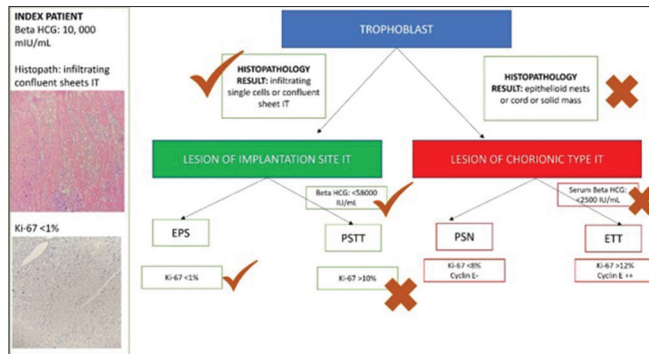 INDEX PATIENT
Beta HCG: 10, 000
mIU/mL
Histopath: infiltrating
confluent sheets IT
Ki-67 <1%
TROPHOBLAST
HISTOPATHOLOGY
RESULT: infiltrating
single cells or confluent
sheet IT
HISTOPATHOLOGY
RESULT: epithelioid nests
or cord or solid mass
LESION OF IMPLANTATION SITE IT
LESION OF CHORIONIC TYPE IT
Beta HCG: <58000
IU/mL
Serum Beta HCG:
<2500 IU/mL
EPS
PSTT
PSN
ETT
Ki-67 <1%
Ki-67 >10%
Ki-67 <8%
Cyclin E-
Ki-67 >12%
Cyclin E ++